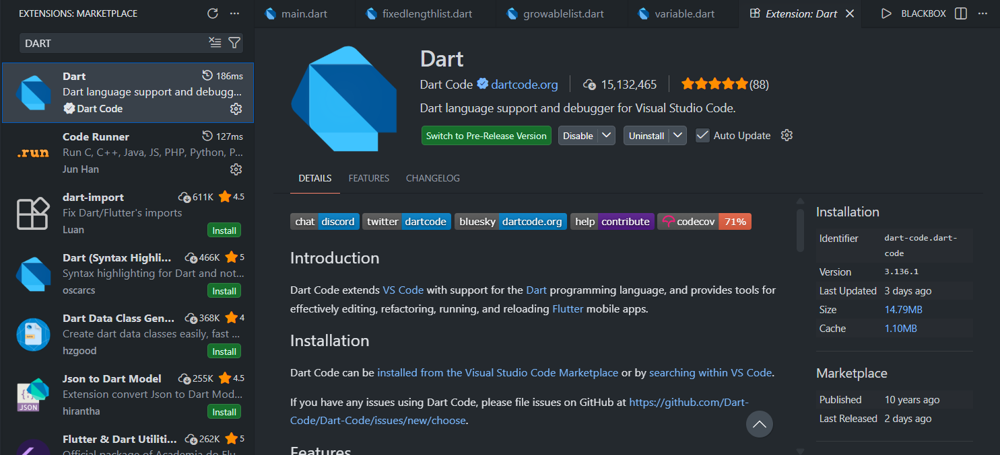 EXTENSIONS: MARKETPLACE
DART
Dart 186ms
Dart language support and debugg...
Dart Code
Code Runner 127ms
Run C, C++, Java, JS, PHP, Python, P...
Jun Han
.run
dart-import 611K 4.5
Fix Dart/Flutter's imports
Luan Install
Dart (Syntax Highli... 466K 5
Syntax highlighting for Dart and not...
oscarcs Install
Dart Data Class Gen... 368K 4
Create dart data classes easily, fast ...
hzgood Install
Json to Dart Model 255K 4.5
Extension convert Json to Dart Mod...
JSON
hirantha Install
Flutter & Dart Utiliti... 262K 5
Official package of Academia do Flu...
main.dart fixedlengthlist.dart growablelist.dart variable.dart Extension: Dart BLACKBOX
Dart
Dart Code dartcode.org 15,132,465 (88)
Dart language support and debugger for Visual Studio Code.
Switch to Pre-Release Version Disable Uninstall Auto Update
DETAILS FEATURES CHANGELOG
chat discord twitter dartcode bluesky dartcode.org help contribute codecov 71%
Introduction
Dart Code extends VS Code with support for the Dart programming language, and provides tools for
effectively editing, refactoring, running, and reloading Flutter mobile apps.
Installation
Dart Code can be installed from the Visual Studio Code Marketplace or by searching within VS Code.
If you have any issues using Dart Code, please file issues on GitHub at https://github.com/Dart-
Code/Dart-Code/issues/new/choose.
Features
Installation
Identifier dart-code.dart-
code
Version 3.136.1
Last Updated 3 days ago
Size 14.79MB
Cache 1.10MB
Marketplace
Published 10 years ago
Last Released 2 days ago